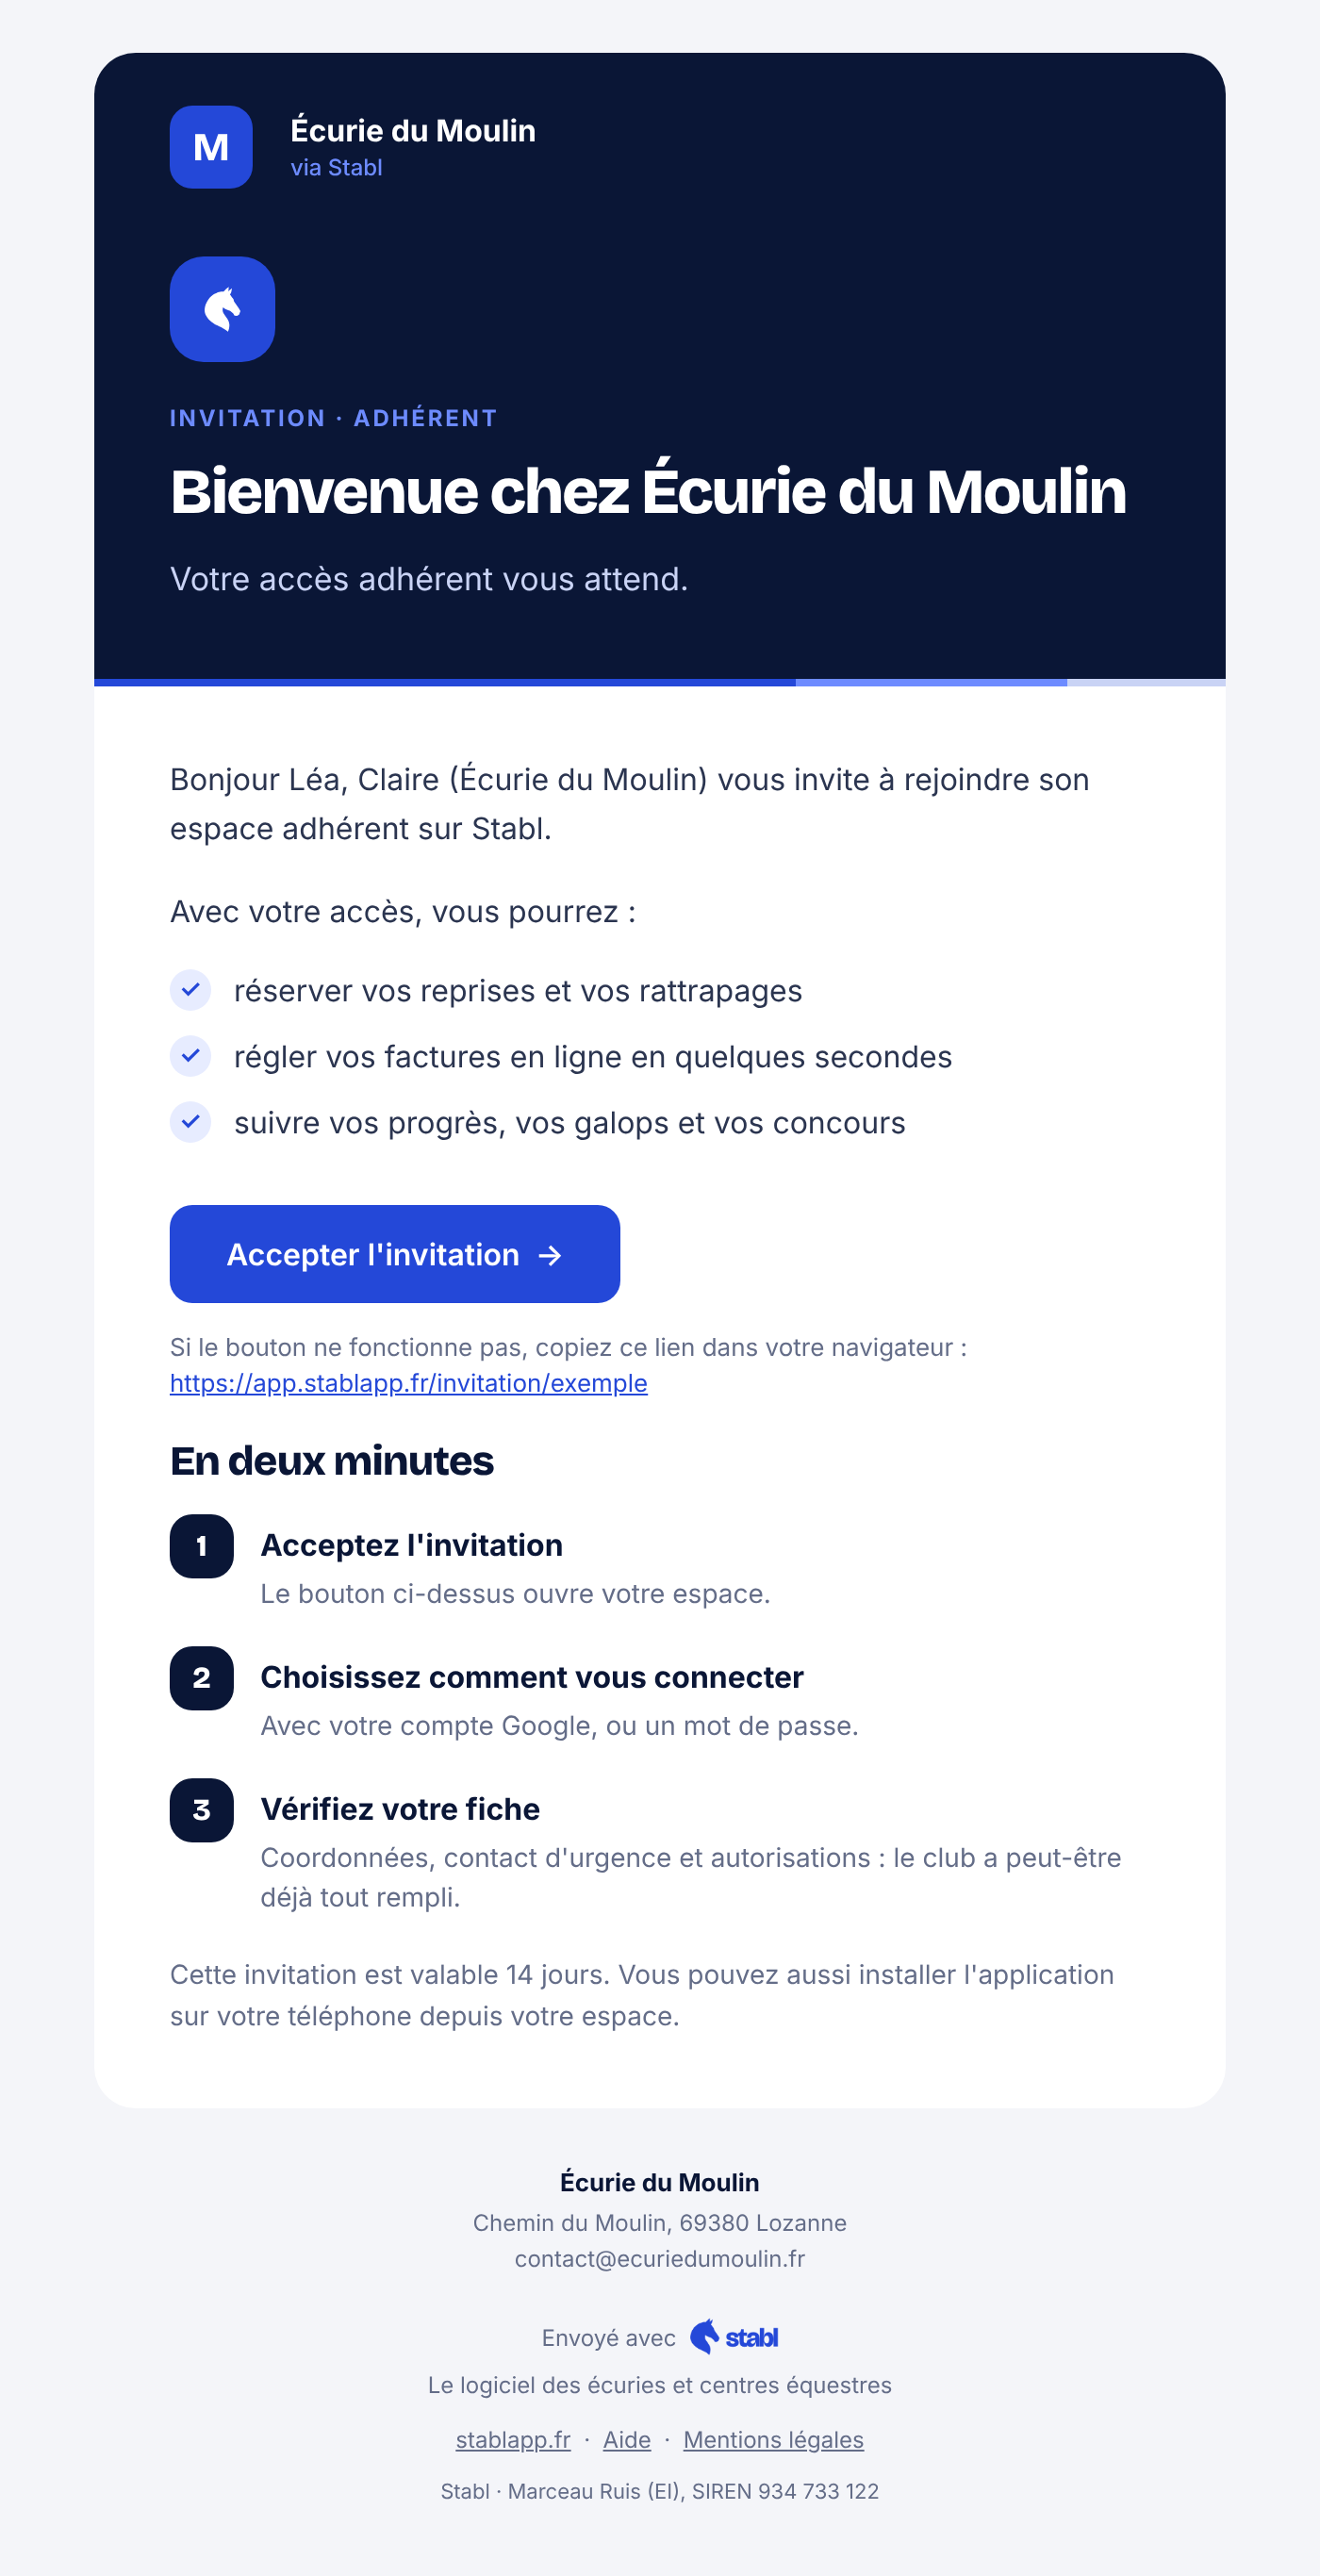 M
Écurie du Moulin
via Stabl
INVITATION · ADHÉRENT
Bienvenue chez Écurie du Moulin
Votre accès adhérent vous attend.
Bonjour Léa, Claire (Écurie du Moulin) vous invite à rejoindre son
espace adhérent sur Stabl.
Avec votre accès, vous pourrez :
réserver vos reprises et vos rattrapages
régler vos factures en ligne en quelques secondes
suivre vos progrès, vos galops et vos concours
Accepter l'invitation →
Si le bouton ne fonctionne pas, copiez ce lien dans votre navigateur :
https://app.stablapp.fr/invitation/exemple
En deux minutes
1 Acceptez l'invitation
Le bouton ci-dessus ouvre votre espace.
2 Choisissez comment vous connecter
Avec votre compte Google, ou un mot de passe.
3 Vérifiez votre fiche
Coordonnées, contact d'urgence et autorisations : le club a peut-être
déjà tout rempli.
Cette invitation est valable 14 jours. Vous pouvez aussi installer l'application
sur votre téléphone depuis votre espace.
Écurie du Moulin
Chemin du Moulin, 69380 Lozanne
contact@ecuriedumoulin.fr
Envoyé avec stabl
Le logiciel des écuries et centres équestres
stablapp.fr · Aide · Mentions légales
Stabl · Marceau Ruis (EI), SIREN 934 733 122